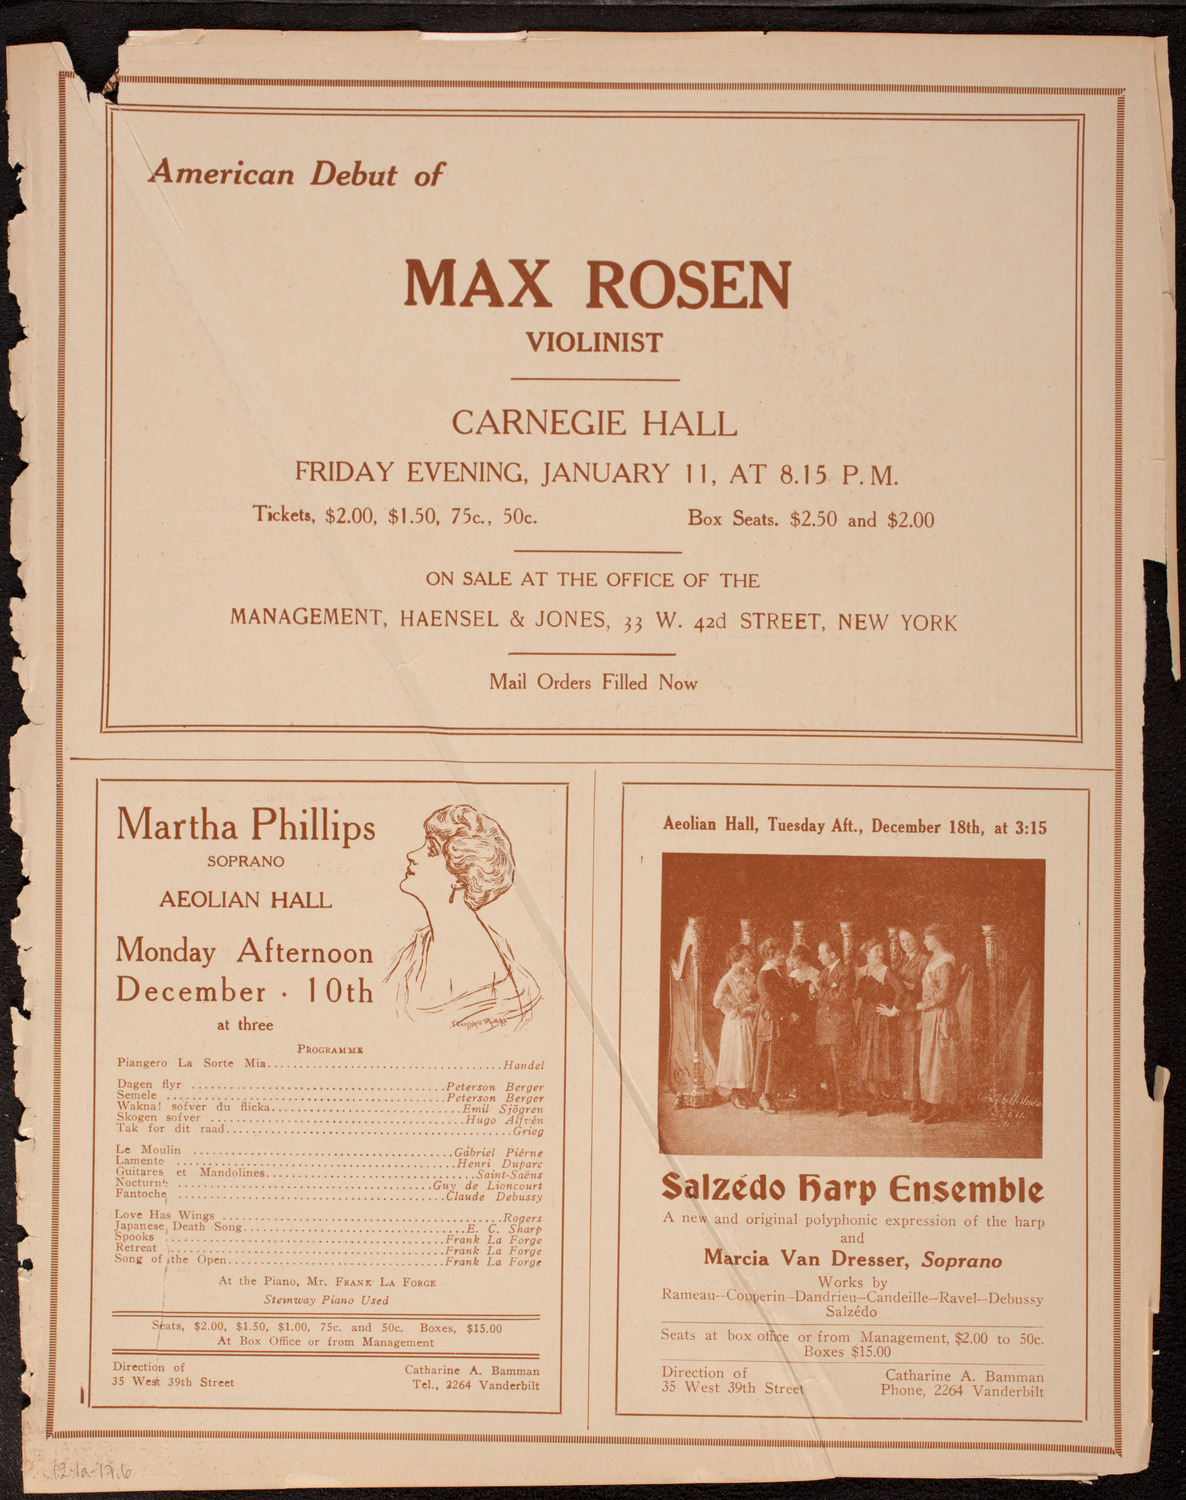 American Debut of
MAX ROSEN
VIOLINIST
CARNEGIE HALL
FRIDAY EVENING, JANUARY 11, AT 8.15 P.M.
Tickets, $2.00, $1.50, 75c., 50c. Box Seats. $2.50 and $2.00
ON SALE AT THE OFFICE OF THE
MANAGEMENT, HAENSEL & JONES, 33 W. 42d STREET, NEW YORK
Mail Orders Filled Now
Martha Phillips
SOPRANO
AEOLIAN HALL
Monday Afternoon
December · 10th
at three
PROGRAMME
Piangero La Sorte Mia Handel
Dagen flyr Peterson Berger
Semele Peterson Berger
Wakna! sofver du flicka Emil Sjögren
Skogen sofver Hugo Alfvén
Tak for dit raad Grieg
Le Moulin Gabriel Piérne
Lamento Henri Duparc
Guitares et Mandolines Saint-Saëns
Nocturne Guy de Lioncourt
Fantoche Claude Debussy
Love Has Wings Rogers
Japanese Death Song E. C. Sharp
Spooks Frank La Forge
Retreat Frank La Forge
Song of the Open Frank La Forge
At the Piano, Mr. FRANK LA FORGE
Steinway Piano Used
Seats, $2.00, $1.50, $1.00, 75c. and 50c. Boxes, $15.00
At Box Office or from Management
Direction of Catharine A. Bamman
35 West 39th Street Tel., 2264 Vanderbilt
Aeolian Hall, Tuesday Aft., December 18th, at 3:15
Salzédo Harp Ensemble
A new and original polyphonic expression of the harp
and
Marcia Van Dresser, Soprano
Works by
Rameau--Couperin--Dandrieu--Candeille--Ravel--Debussy
Salzédo
Seats at box office or from Management, $2.00 to 50c.
Boxes $15.00
Direction of Catharine A. Bamman
35 West 39th Street Phone, 2264 Vanderbilt